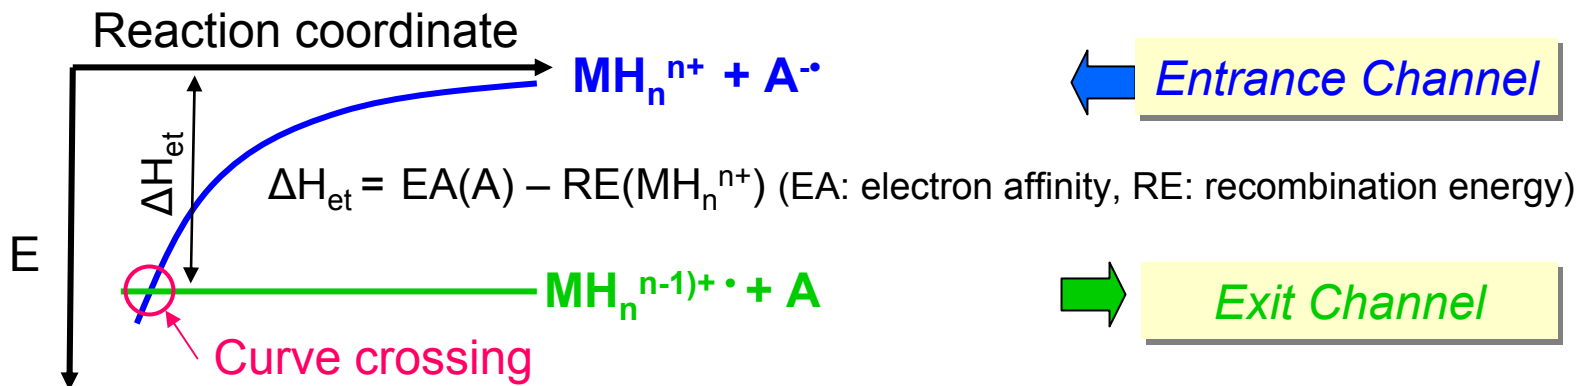 Reaction coordinate
MHₙⁿ⁺ + A⁻•
Entrance Channel
ΔHₑₜ
ΔHₑₜ = EA(A) – RE(MHₙⁿ⁺) (EA: electron affinity, RE: recombination energy)
E
MHₙⁿ⁻¹⁾⁺ • + A
Exit Channel
Curve crossing